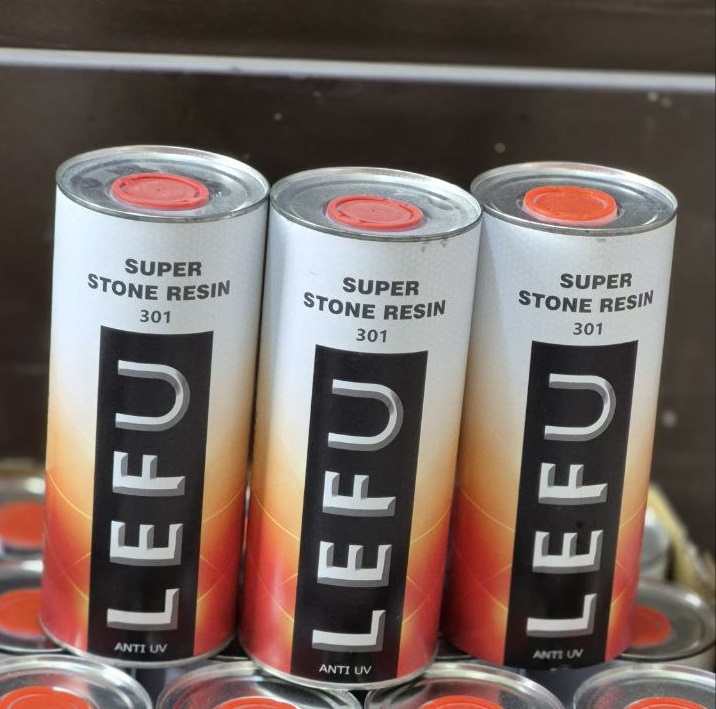 SUPER
STONE RESIN
301
LEFU
ANTI UV
SUPER
STONE RESIN
301
LEFU
ANTI UV
SUPER
STONE RESIN
301
LEFU
ANTI UV